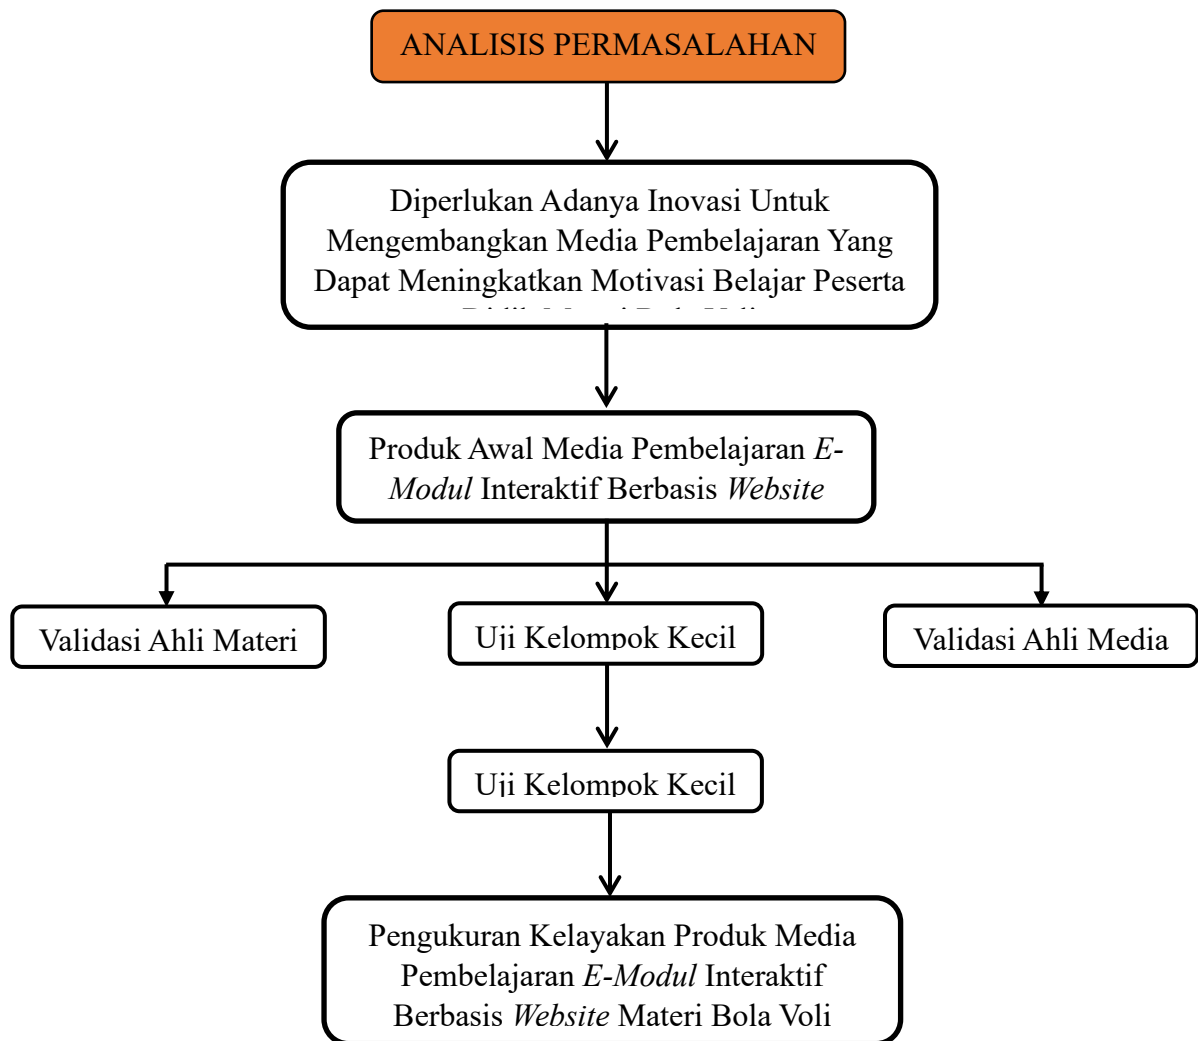 ANALISIS PERMASALAHAN
Diperlukan Adanya Inovasi Untuk
Mengembangkan Media Pembelajaran Yang
Dapat Meningkatkan Motivasi Belajar Peserta
Produk Awal Media Pembelajaran E-
Modul Interaktif Berbasis Website
Validasi Ahli Materi
Uji Kelompok Kecil
Validasi Ahli Media
Uji Kelompok Kecil
Pengukuran Kelayakan Produk Media
Pembelajaran E-Modul Interaktif
Berbasis Website Materi Bola Voli